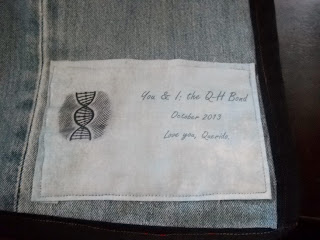 You & I: the Q-H Bond
October 2013
Love you, Querida